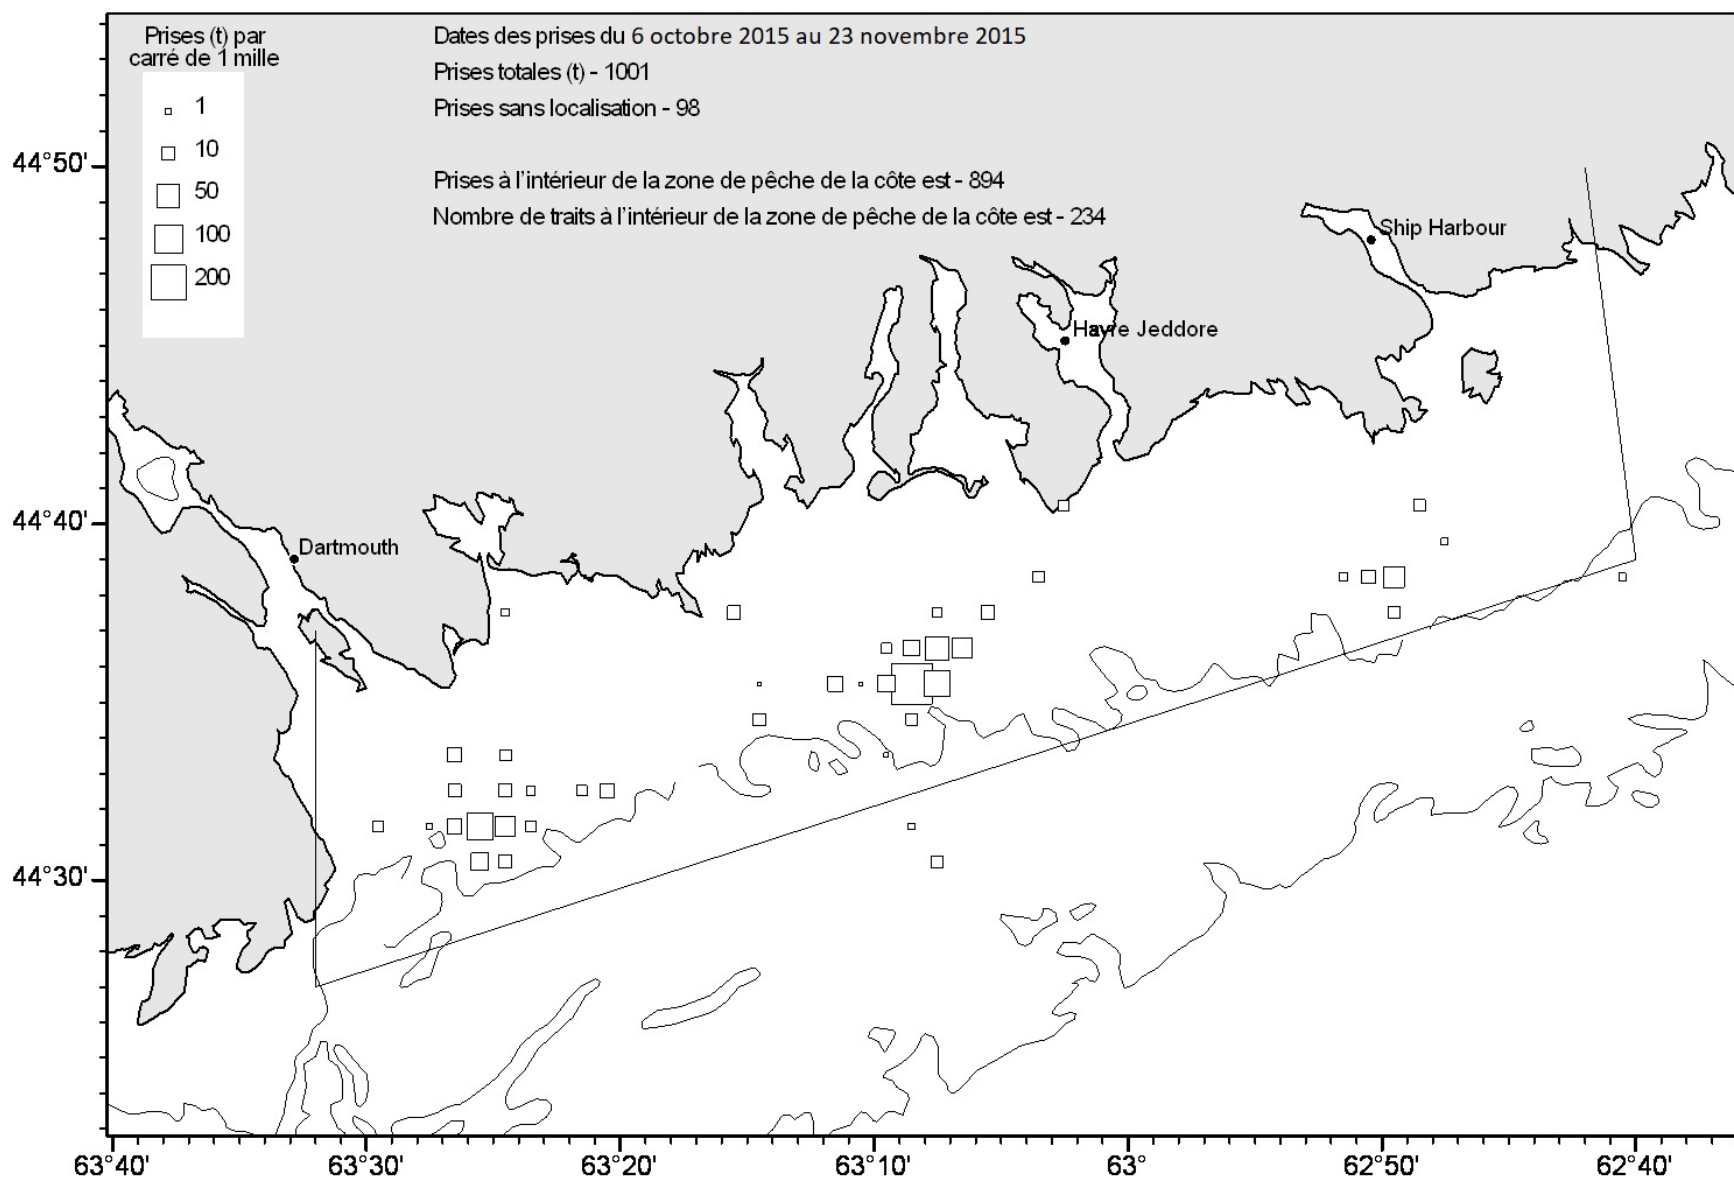 Prises (t) par
carré de 1 mille
1
10
50
100
200
Dates des prises du 6 octobre 2015 au 23 novembre 2015
Prises totales (t) - 1001
Prises sans localisation - 98
Prises à l'intérieur de la zone de pêche de la côte est - 894
Nombre de traits à l'intérieur de la zone de pêche de la côte est - 234
44°50'
44°40'
44°30'
Ship Harbour
Havre Jeddore
Dartmouth
63°40'
63°30'
63°20'
63°10'
63°
62°50'
62°40'